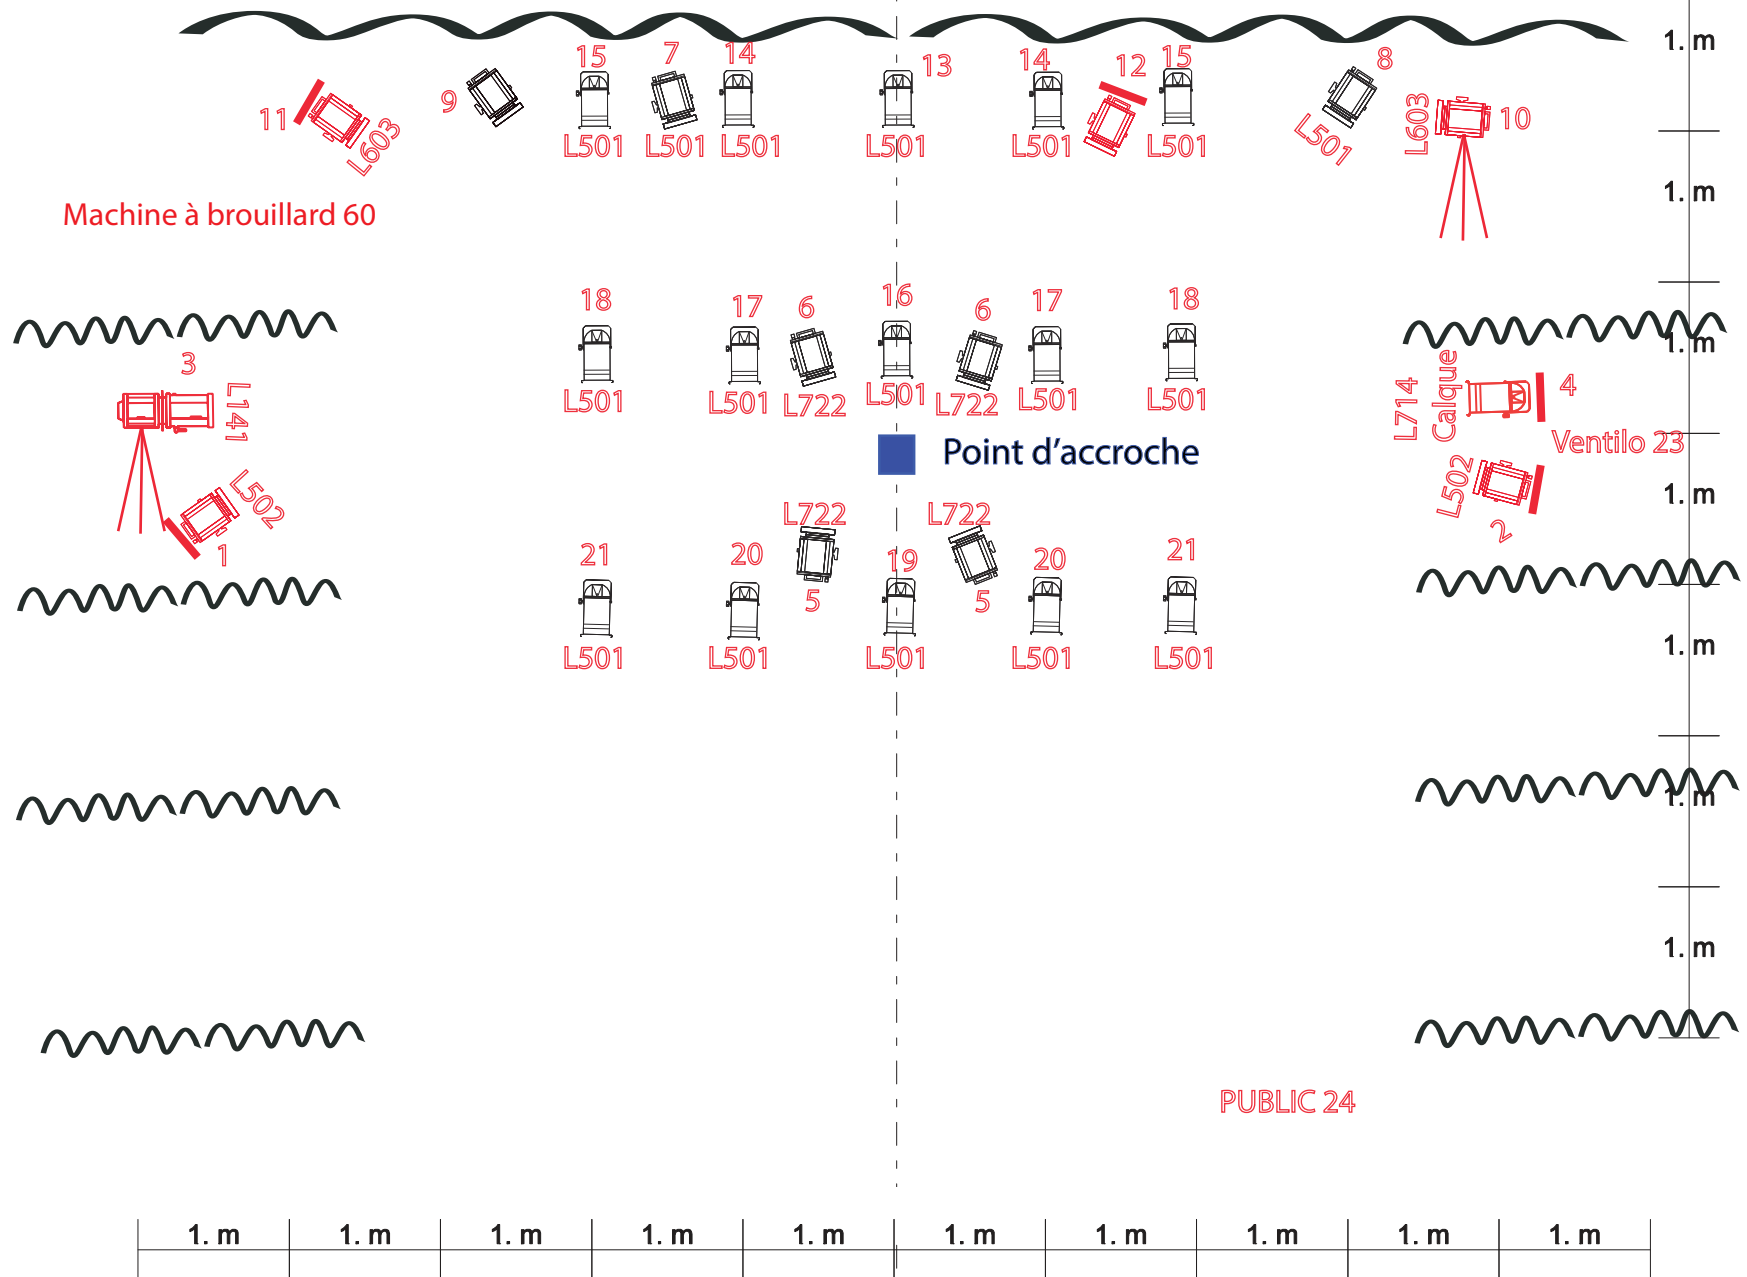 1. m
15
7
14
13
14
12
15
8
11
9
L603
10
L603
L501
L501
L501
L501
L501
L501
L501
1. m
Machine à brouillard 60
18
17
6
16
6
17
18
1. m
3
L141
L501
L501
L722
L501
L722
L501
L501
L714
Calque
4
Point d’accroche
Ventilo 23
L502
1
L502
2
1. m
L722
L722
21
20
5
19
5
20
21
L501
L501
L501
L501
L501
1. m
1. m
1. m
PUBLIC 24
1. m
1. m
1. m
1. m
1. m
1. m
1. m
1. m
1. m
1. m